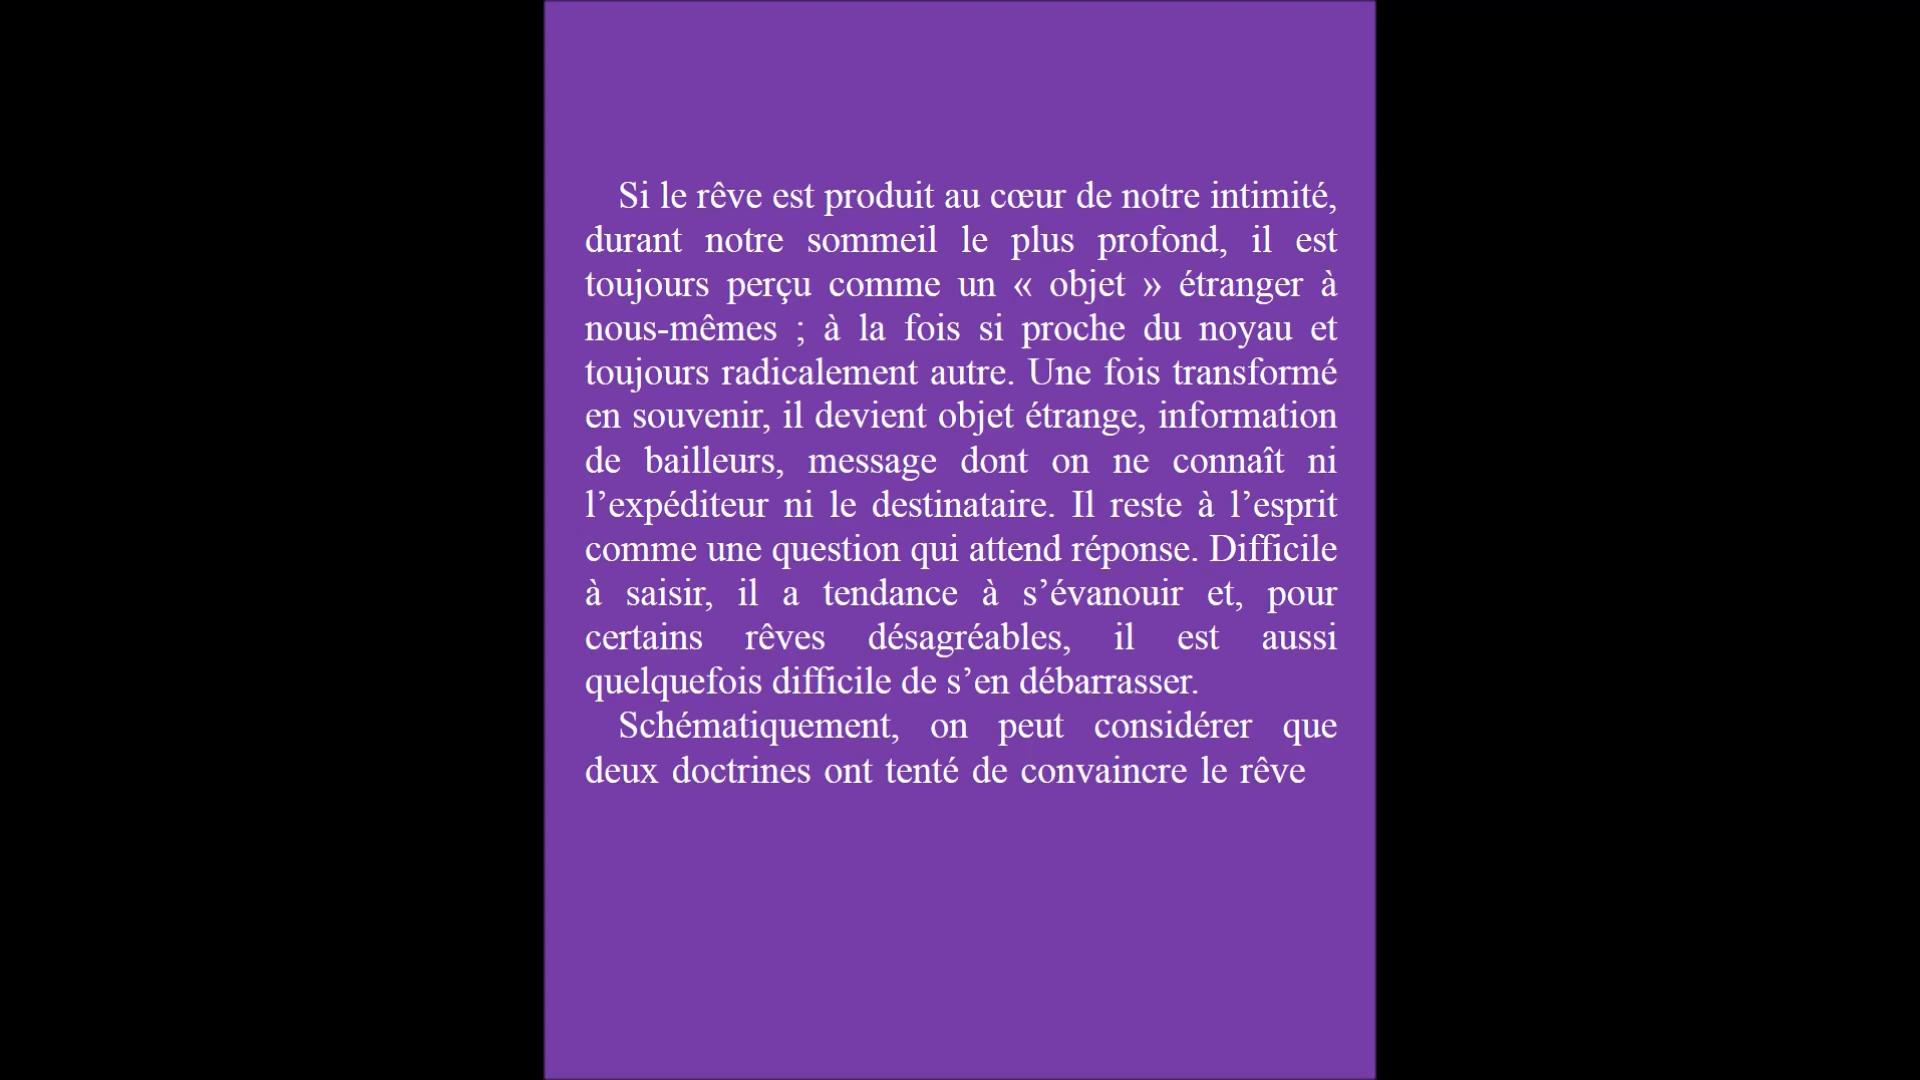 Si le rêve est produit au cœur de notre intimité,
durant notre sommeil le plus profond, il est
toujours perçu comme un « objet » étranger à
nous-mêmes ; à la fois si proche du noyau et
toujours radicalement autre. Une fois transformé
en souvenir, il devient objet étrange, information
de bailleurs, message dont on ne connaît ni
l’expéditeur ni le destinataire. Il reste à l’esprit
comme une question qui attend réponse. Difficile
à saisir, il a tendance à s’évanouir et, pour
certains rêves désagréables, il est aussi
quelquefois difficile de s’en débarrasser.
Schématiquement, on peut considérer que
deux doctrines ont tenté de convaincre le rêve